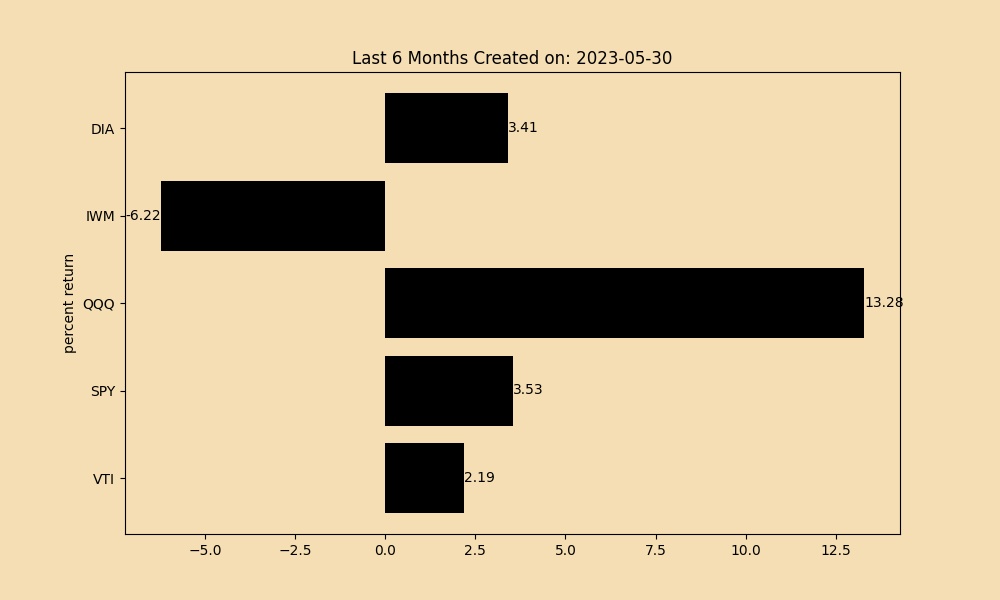 Last 6 Months Created on: 2023-05-30
percent return
DIA
3.41
IWM
-6.22
QQQ
13.28
SPY
3.53
VTI
2.19
−5.0
−2.5
0.0
2.5
5.0
7.5
10.0
12.5